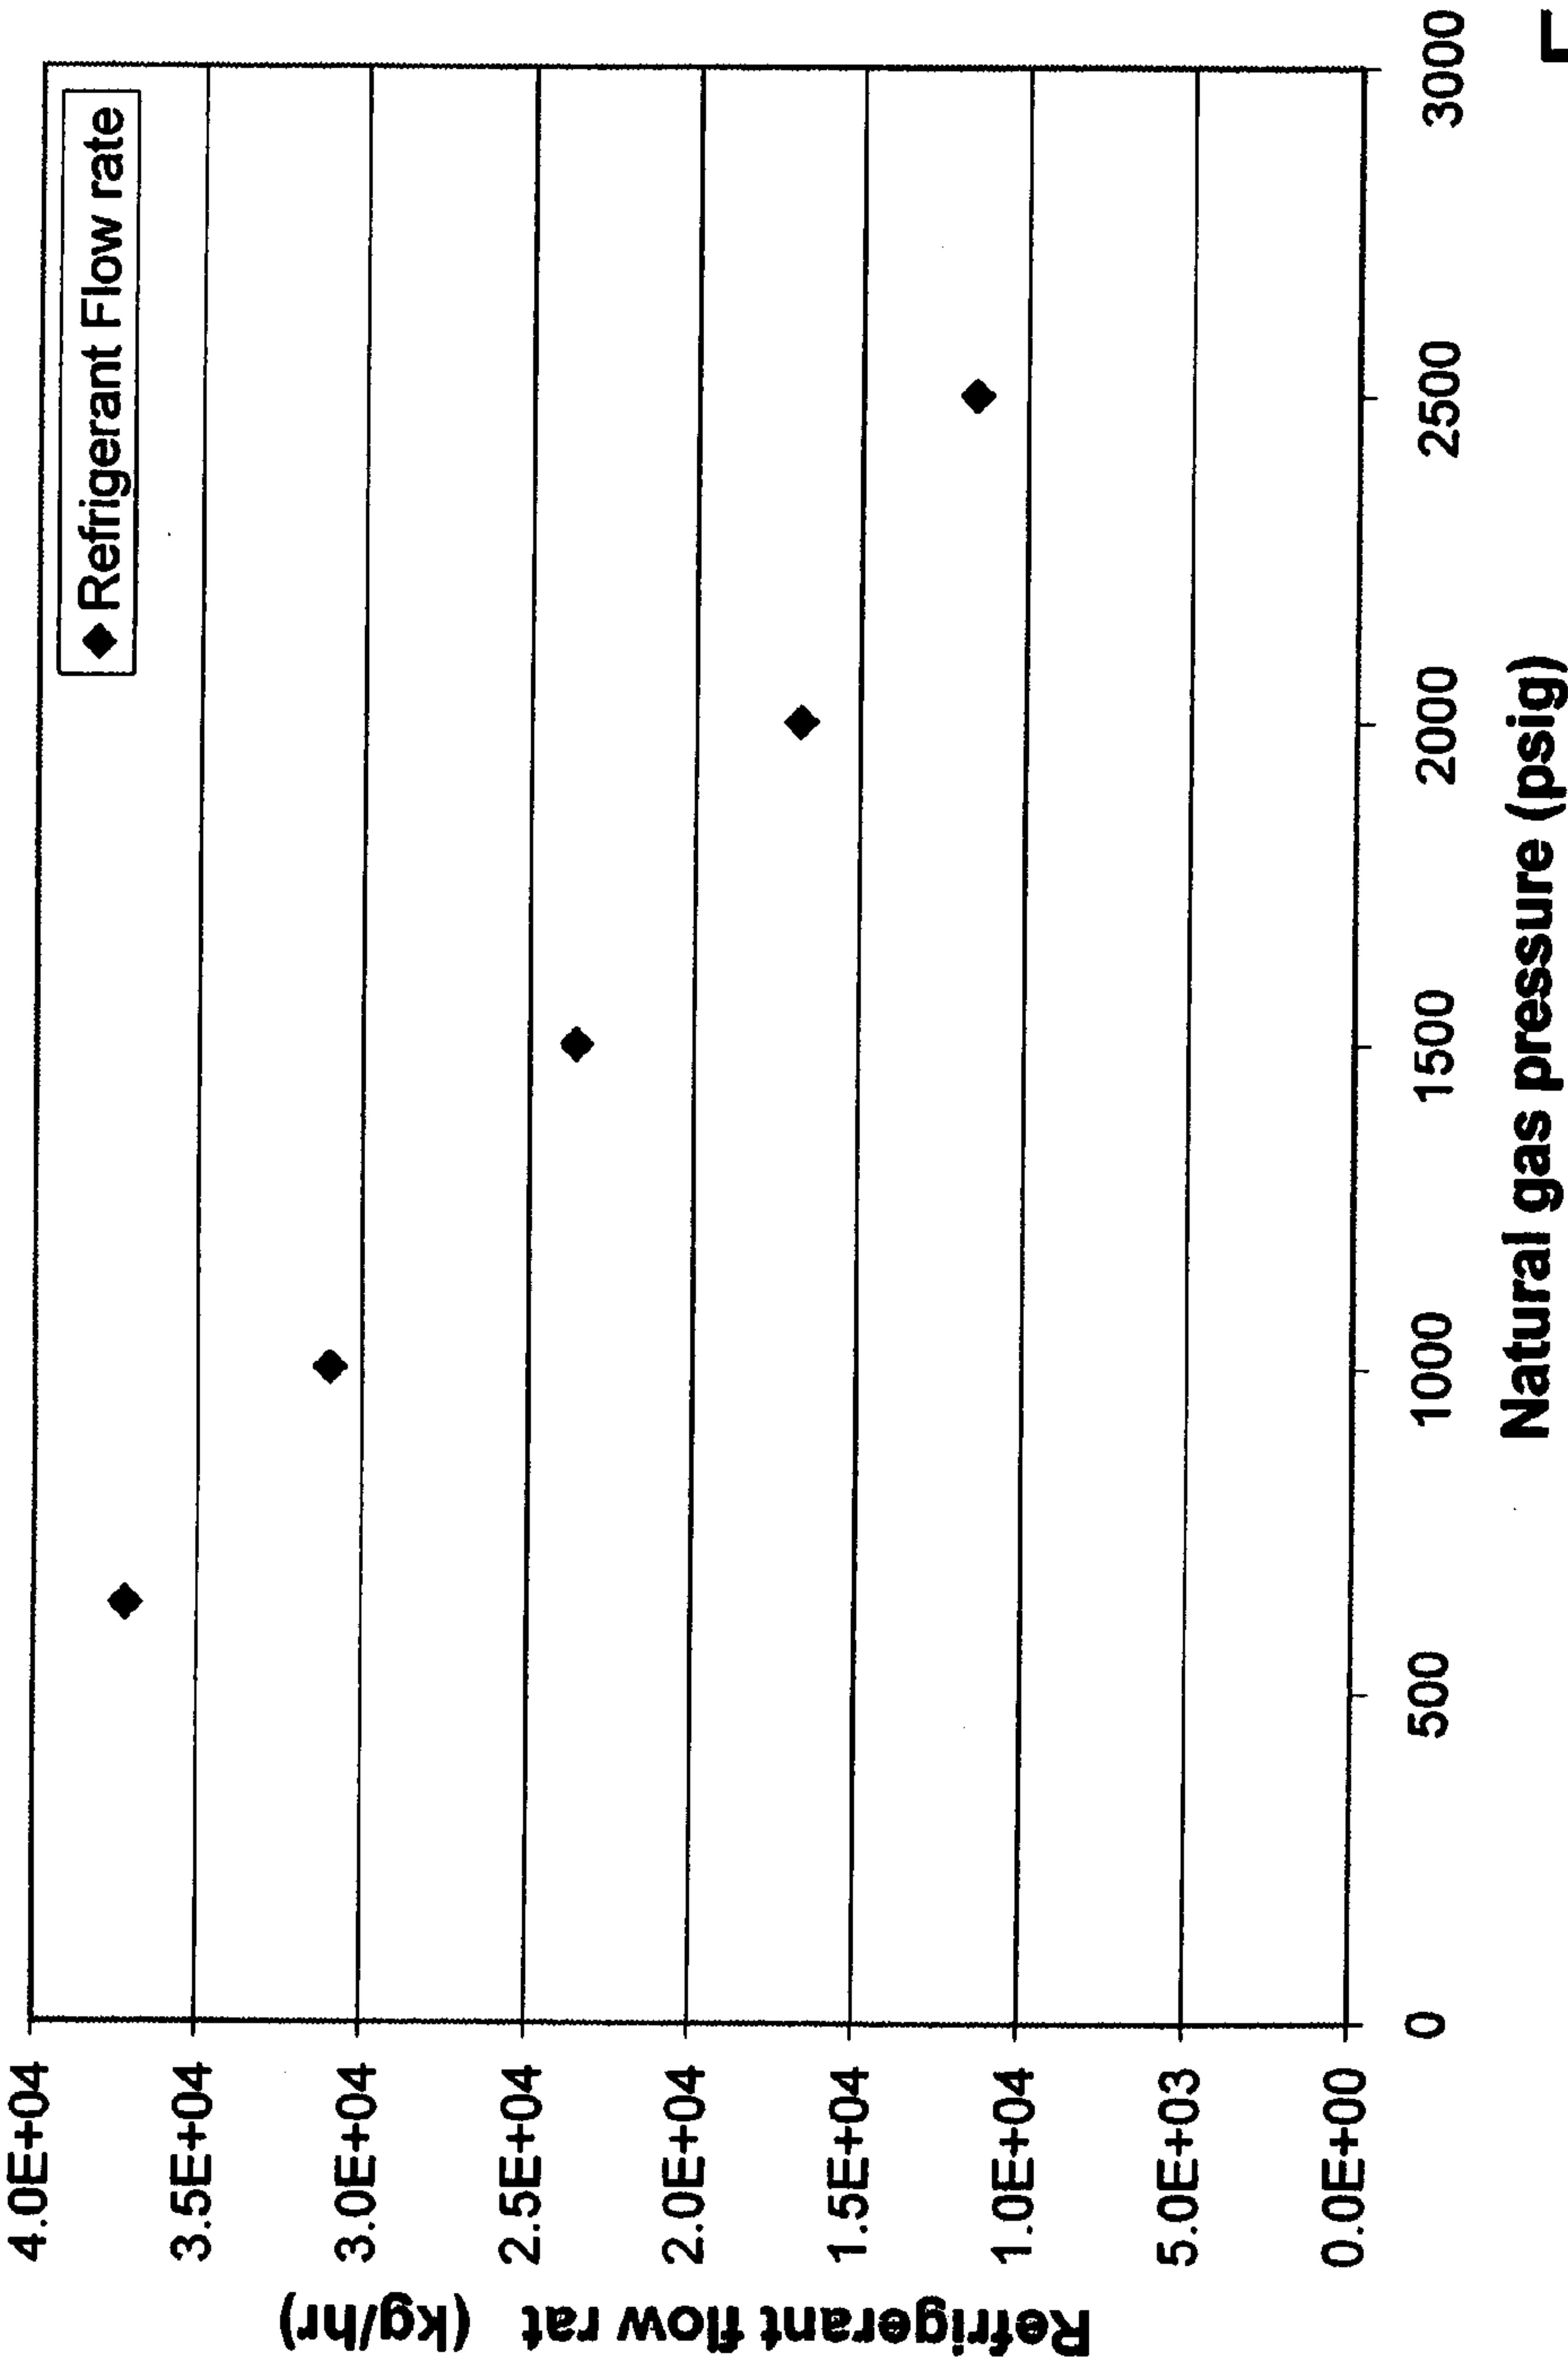 Refrigerant Flow rate
4.0E+04
3.5E+04
3.0E+04
2.5E+04
2.0E+04
1.5E+04
1.0E+04
5.0E+03
0.0E+00
Refrigerant flow rat (kg/hr)
0 500 1000 1500 2000 2500 3000
Natural gas pressure (psig)